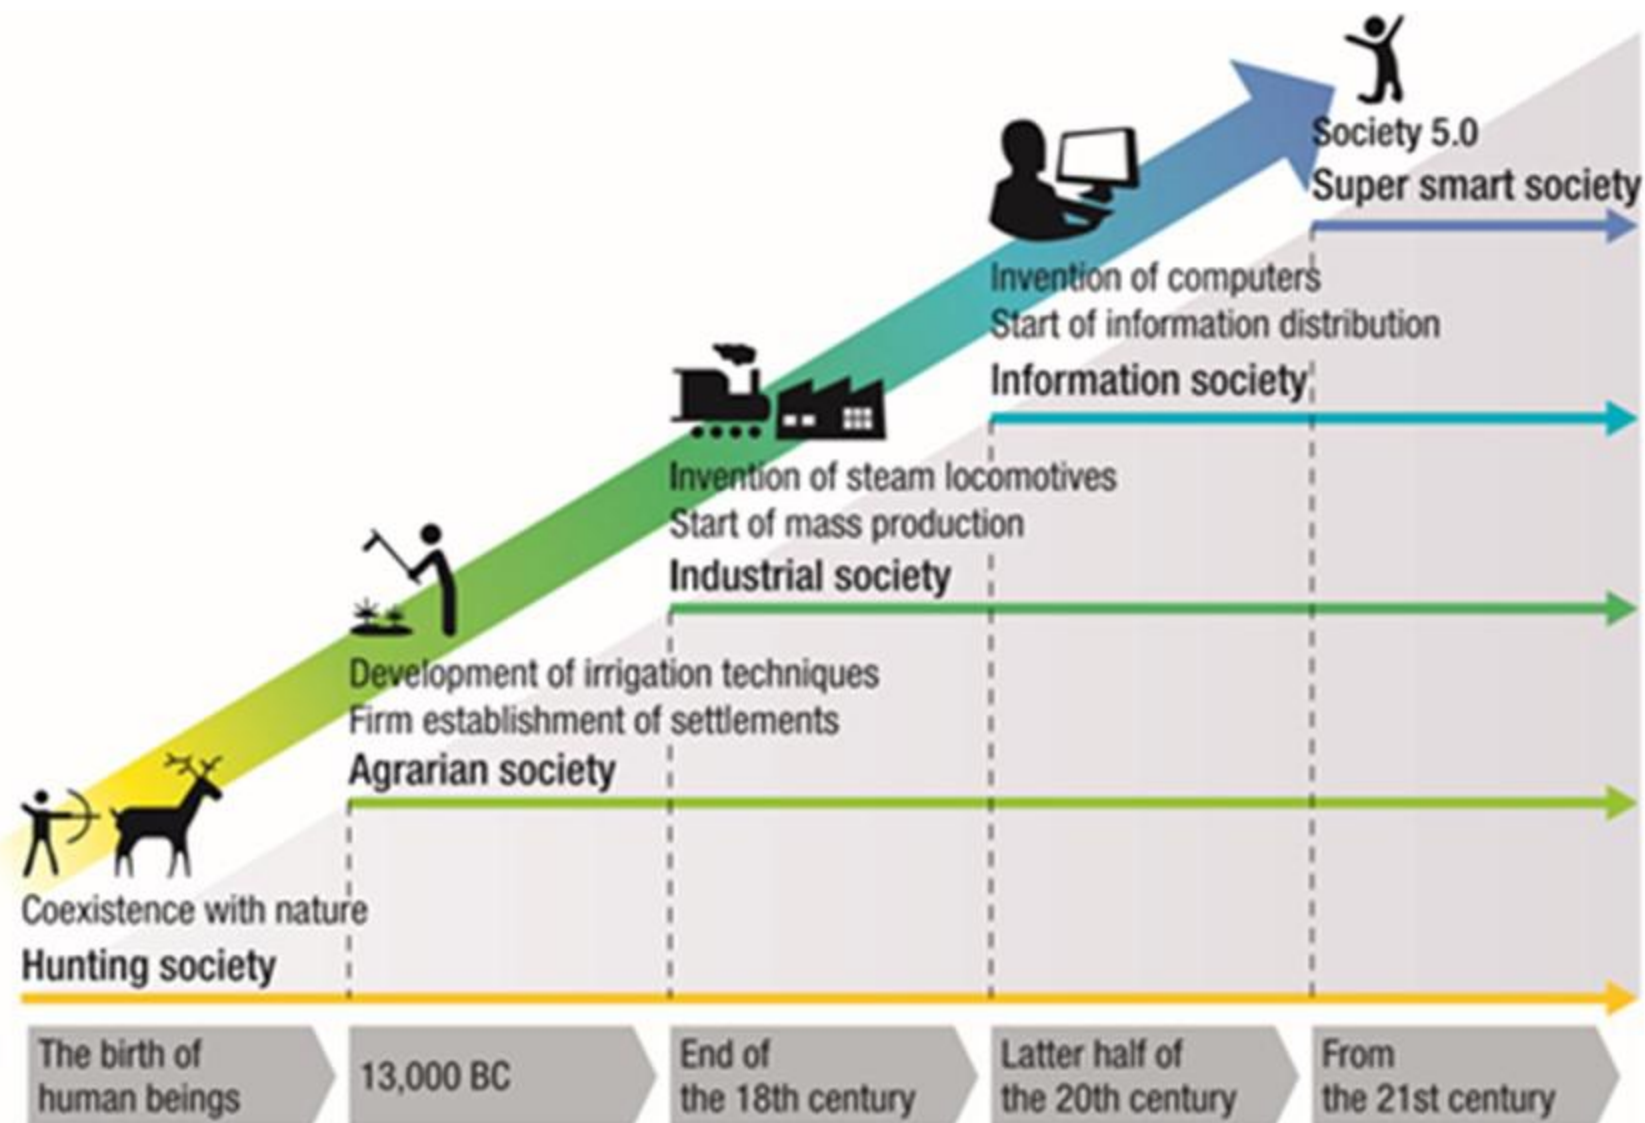 Society 5.0
Super smart society
Invention of computers
Start of information distribution
Information society
Invention of steam locomotives
Start of mass production
Industrial society
Development of irrigation techniques
Firm establishment of settlements
Agrarian society
Coexistence with nature
Hunting society
The birth of
human beings
13,000 BC
End of
the 18th century
Latter half of
the 20th century
From
the 21st century